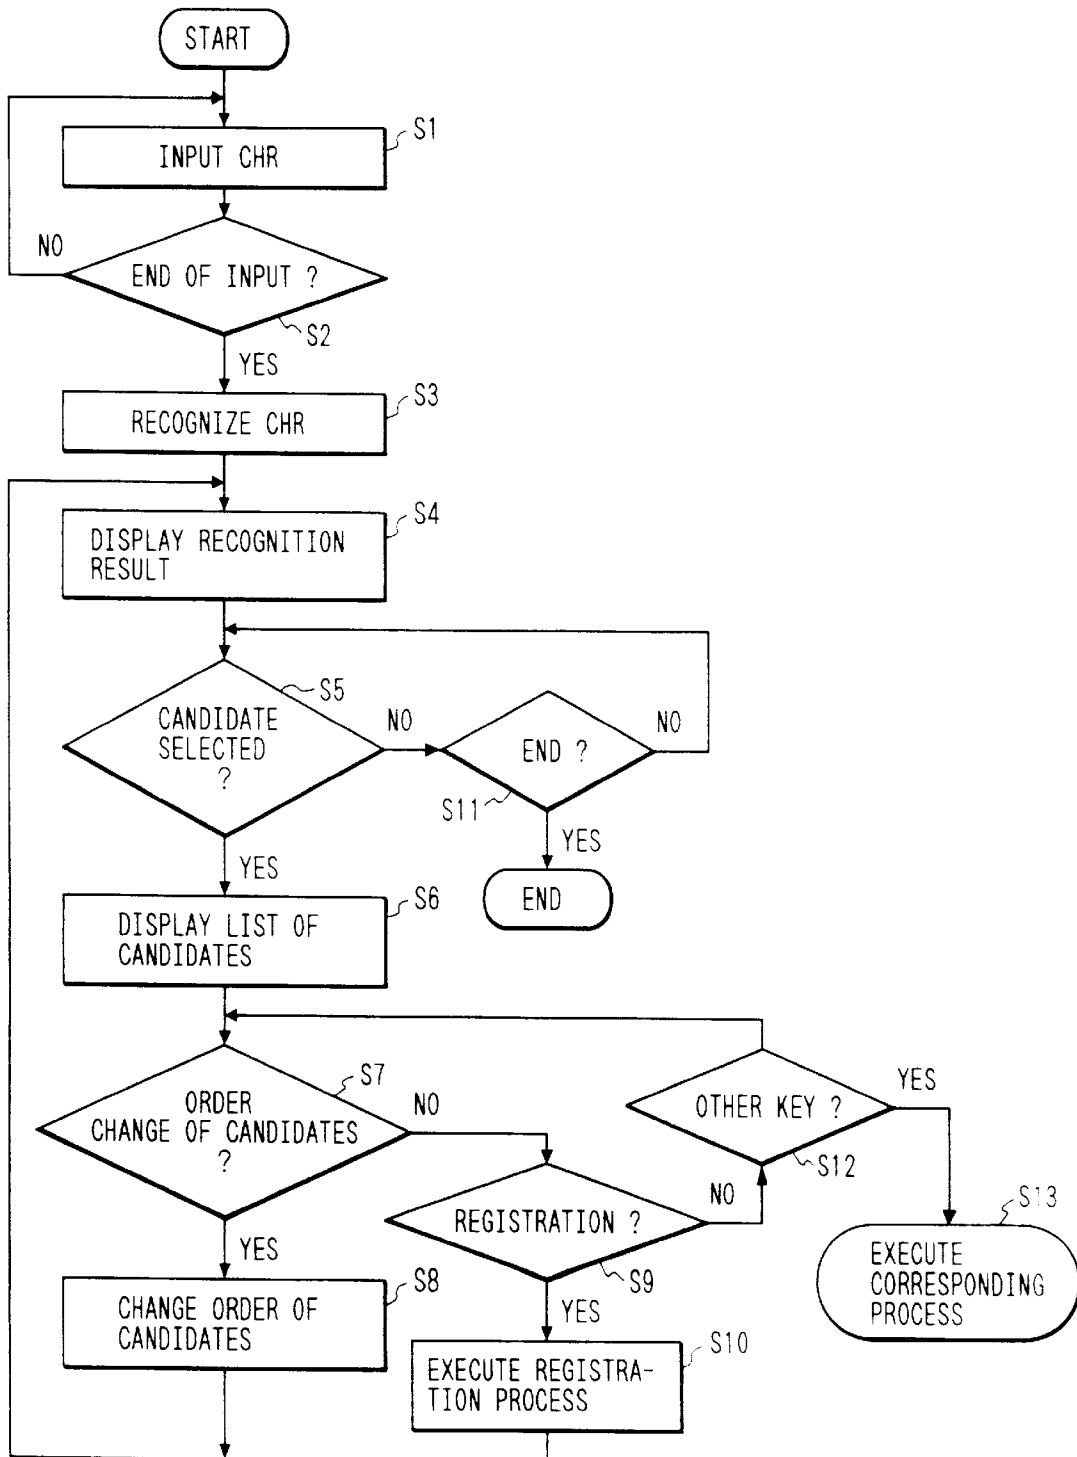 START
S1
INPUT CHR
NO
END OF INPUT ?
S2
YES
S3
RECOGNIZE CHR
S4
DISPLAY RECOGNITION
RESULT
S5
CANDIDATE
SELECTED
?
NO
END ?
NO
S11
YES
END
YES
S6
DISPLAY LIST OF
CANDIDATES
S7
ORDER
CHANGE OF CANDIDATES
?
NO
OTHER KEY ?
YES
S12
NO
REGISTRATION ?
S9
S13
EXECUTE
CORRESPONDING
PROCESS
YES
S8
CHANGE ORDER OF
CANDIDATES
YES
S10
EXECUTE REGISTRA-
TION PROCESS